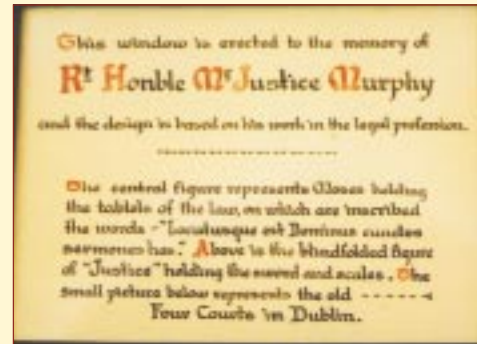 This window is erected to the memory of
Rt Honble Mr Justice Murphy
and the design is based on his work in the legal profession.
The central figure represents Moses holding
the tablets of the law, on which are inscribed
the words - "Locutusque est Dominus cunctos
sermones hos." Above is the blindfolded figure
of "Justice" holding the sword and scales. The
small picture below represents the old
Four Courts in Dublin.